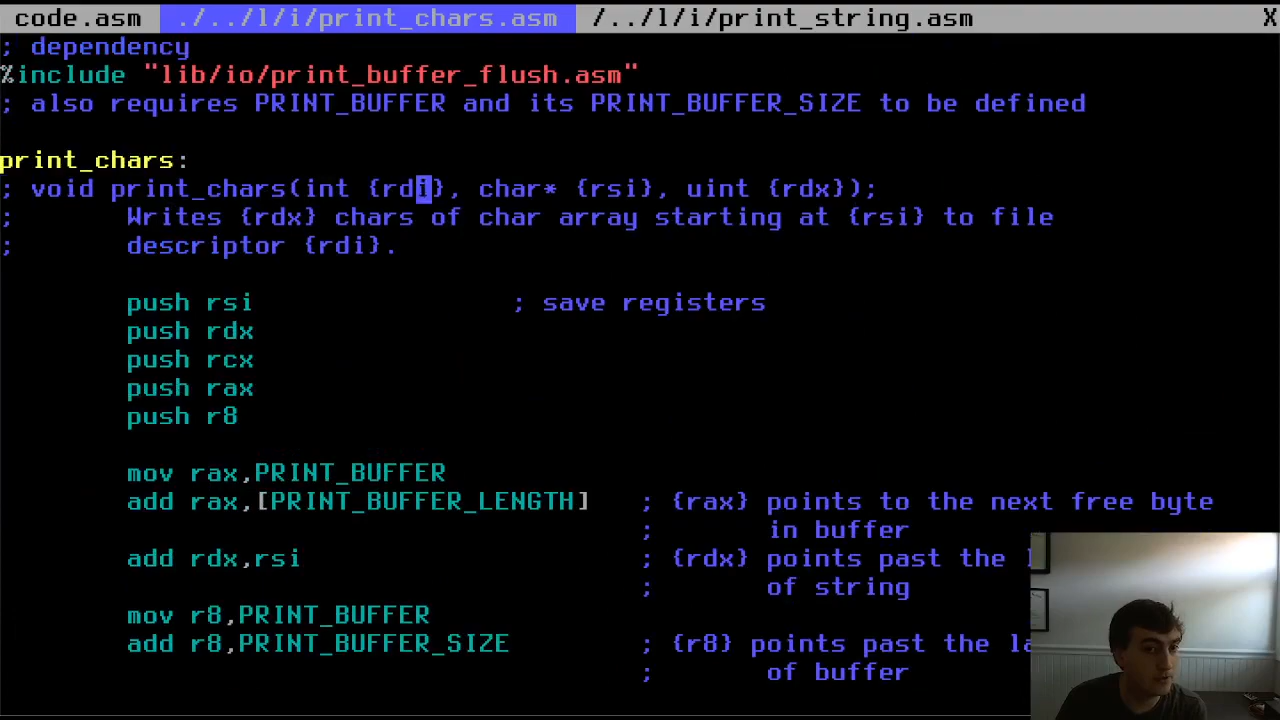 code.asm ./../l/i/print_chars.asm /../l/i/print_string.asm X
; dependency
%include "lib/io/print_buffer_flush.asm"
; also requires PRINT_BUFFER and its PRINT_BUFFER_SIZE to be defined
print_chars:
; void print_chars(int {rdi}, char* {rsi}, uint {rdx});
; Writes {rdx} chars of char array starting at {rsi} to file
; descriptor {rdi}.
push rsi ; save registers
push rdx
push rcx
push rax
push r8
mov rax,PRINT_BUFFER
add rax,[PRINT_BUFFER_LENGTH] ; {rax} points to the next free byte
; in buffer
add rdx,rsi ; {rdx} points past the
; of string
mov r8,PRINT_BUFFER
add r8,PRINT_BUFFER_SIZE ; {r8} points past the la
; of buffer